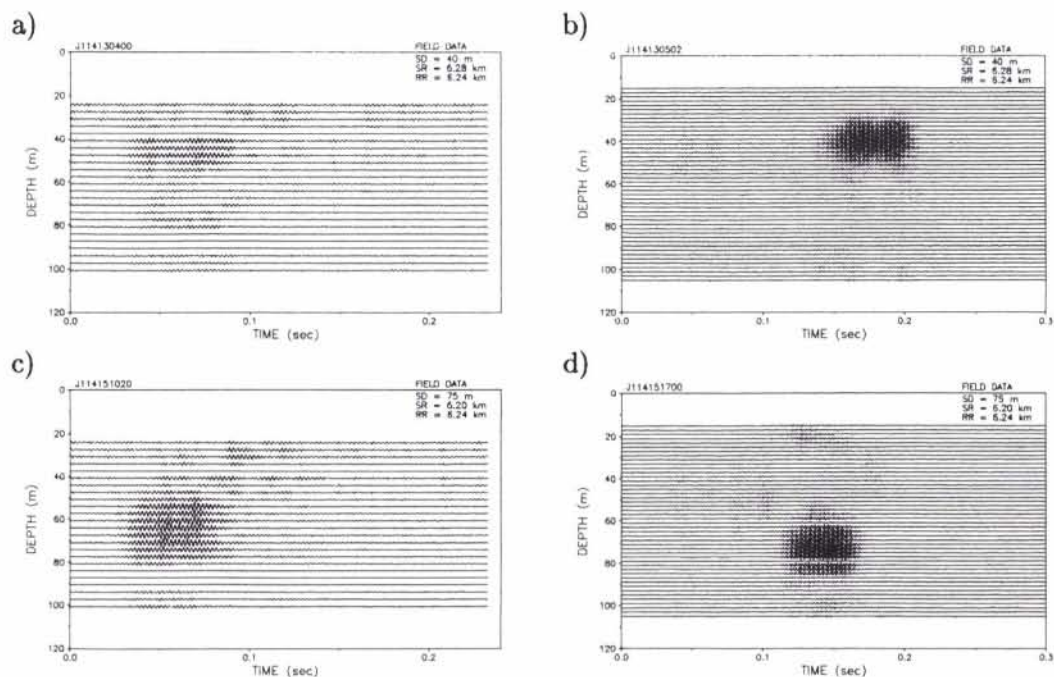 a)
J114130400 FIELD DATA
SD = 40 m
SR = 6.28 km
RR = 6.24 km
0
20
40
60
80
100
120
DEPTH (m)
0.0 0.1 0.2
TIME (sec)
b)
J114130502 FIELD DATA
SD = 40 m
SR = 6.28 km
RR = 6.24 km
0
20
40
60
80
100
120
DEPTH (m)
0.0 0.1 0.2 0.3
TIME (sec)
c)
J114151020 FIELD DATA
SD = 75 m
SR = 6.20 km
RR = 6.24 km
0
20
40
60
80
100
120
DEPTH (m)
0.0 0.1 0.2
TIME (sec)
d)
J114151700 FIELD DATA
SD = 75 m
SR = 6.20 km
RR = 6.24 km
0
20
40
60
80
100
120
DEPTH (m)
0.0 0.1 0.2 0.3
TIME (sec)